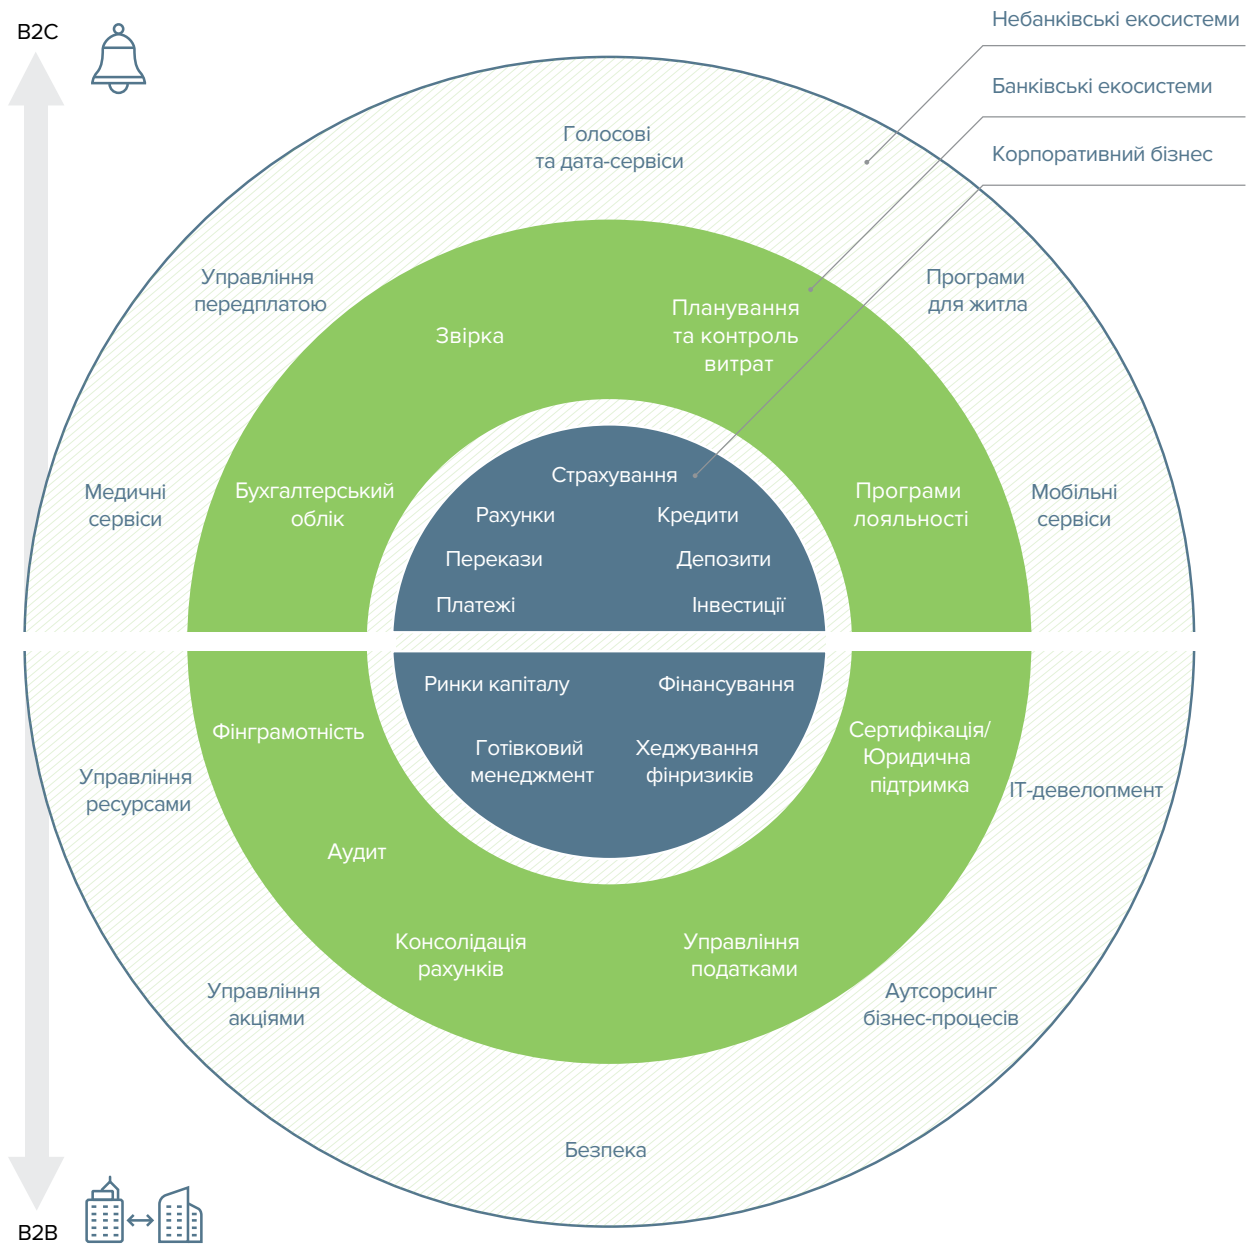 B2C
Небанківські екосистеми
Банківські екосистеми
Корпоративний бізнес
Голосові
та дата-сервіси
Управління
передплатою
Програми
для житла
Звірка
Планування
та контроль
витрат
Медичні
сервіси
Бухгалтерський
облік
Програми
лояльності
Мобільні
сервіси
Страхування
Рахунки
Кредити
Перекази
Депозити
Платежі
Інвестиції
Ринки капіталу
Фінансування
Готівковий
менеджмент
Хеджування
фінризиків
Фінграмотність
Сертифікація/
Юридична
підтримка
Управління
ресурсами
ІТ-девелопмент
Аудит
Консолідація
рахунків
Управління
податками
Управління
акціями
Аутсорсинг
бізнес-процесів
Безпека
B2B